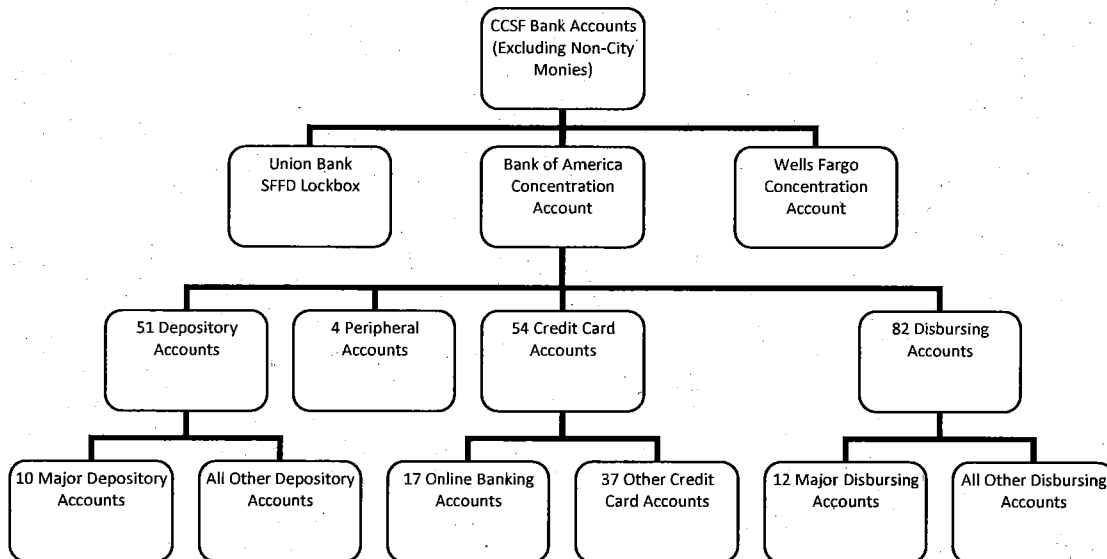 CCSF Bank Accounts
(Excluding Non-City
Monies)
Union Bank
SFFD Lockbox
Bank of America
Concentration
Account
Wells Fargo
Concentration
Account
51 Depository
Accounts
4 Peripheral
Accounts
54 Credit Card
Accounts
82 Disbursing
Accounts
10 Major Depository
Accounts
All Other Depository
Accounts
17 Online Banking
Accounts
37 Other Credit
Card Accounts
12 Major Disbursing
Accounts
All Other Disbursing
Accounts